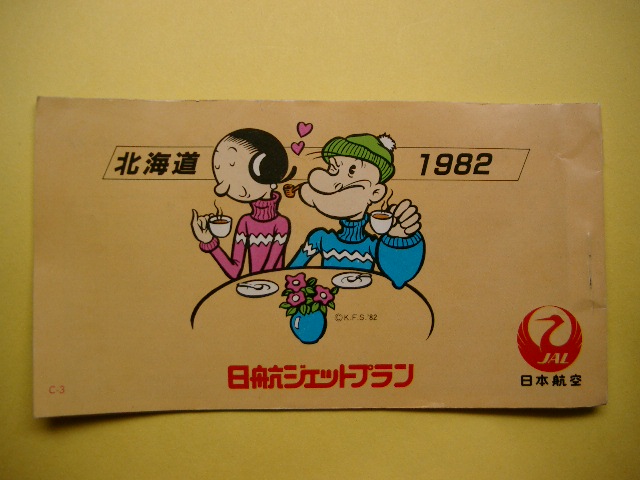 北海道 1982
©K.F.S.'82
日航ジェットプラン
JAL
日本航空
C-3